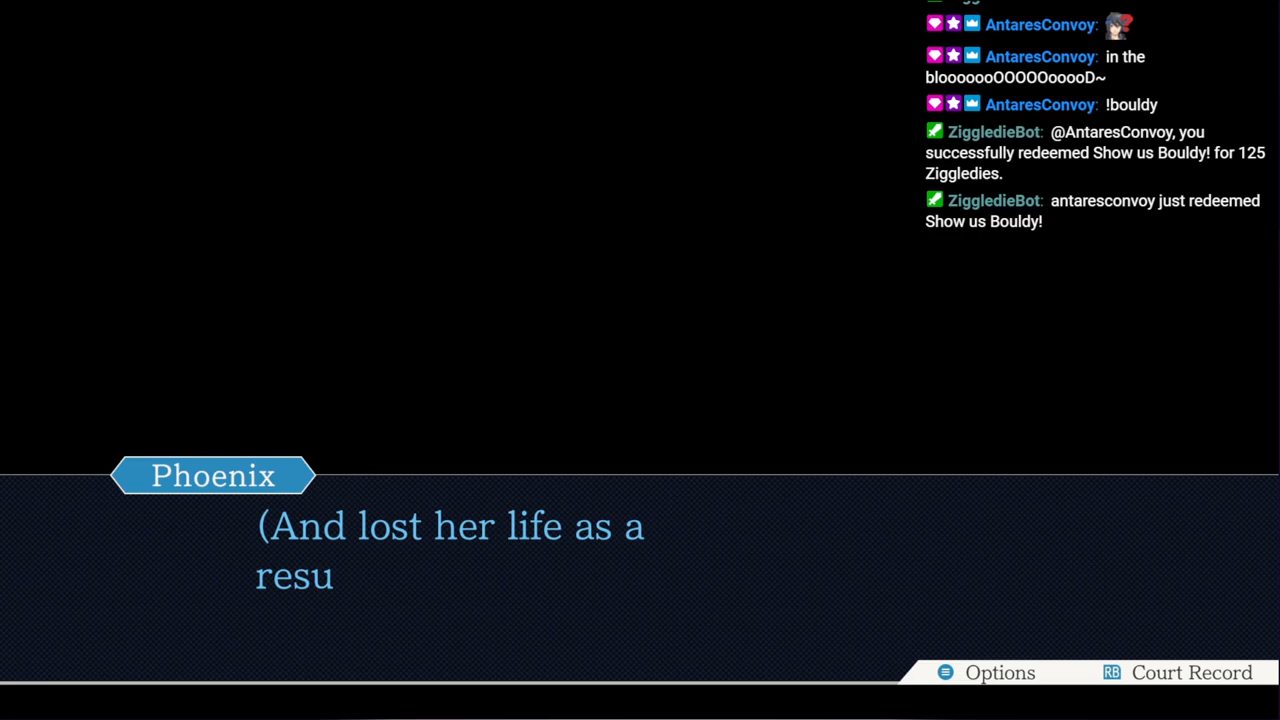 AntaresConvoy:
AntaresConvoy: in the
blooooooOOOOOooooD~
AntaresConvoy: !bouldy
ZiggledieBot: @AntaresConvoy, you
successfully redeemed Show us Bouldy! for 125
Ziggledies.
ZiggledieBot: antaresconvoy just redeemed
Show us Bouldy!
Phoenix
(And lost her life as a
resu
Options
RB Court Record